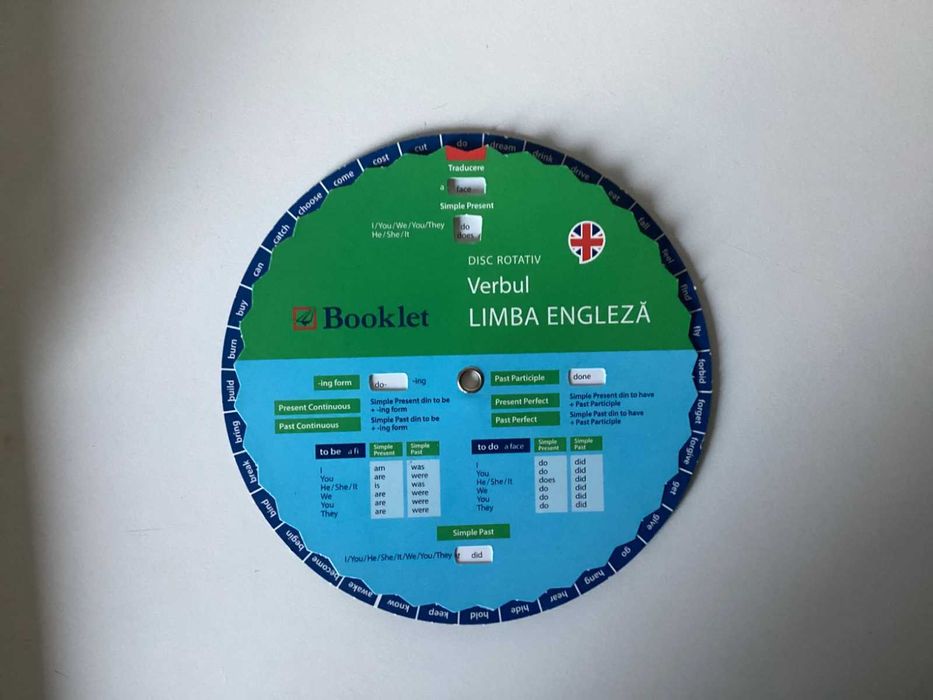 do
dream
drink
drive
eat
fall
feel
find
fly
forbid
forget
forgive
get
give
go
hang
hear
hide
hold
keep
know
awake
become
begin
bind
break
bring
build
burn
buy
can
catch
choose
come
cost
cut
Traducere
a face
Simple Present
I/You/We/You/They do
He/She/It does
DISC ROTATIV
Verbul
LIMBA ENGLEZĂ
Booklet
-ing form do- -ing
Present Continuous Simple Present din to be
+ -ing form
Past Continuous Simple Past din to be
+ -ing form
Past Participle done
Present Perfect Simple Present din to have
+ Past Participle
Past Perfect Simple Past din to have
+ Past Participle
to be a fi Simple Present Simple Past
I am was
You are were
He/She/It is was
We are were
You are were
They are were
to do a face Simple Present Simple Past
I do did
You do did
He/She/It does did
We do did
You do did
They do did
Simple Past
I/You/He/She/It/We/You/They did